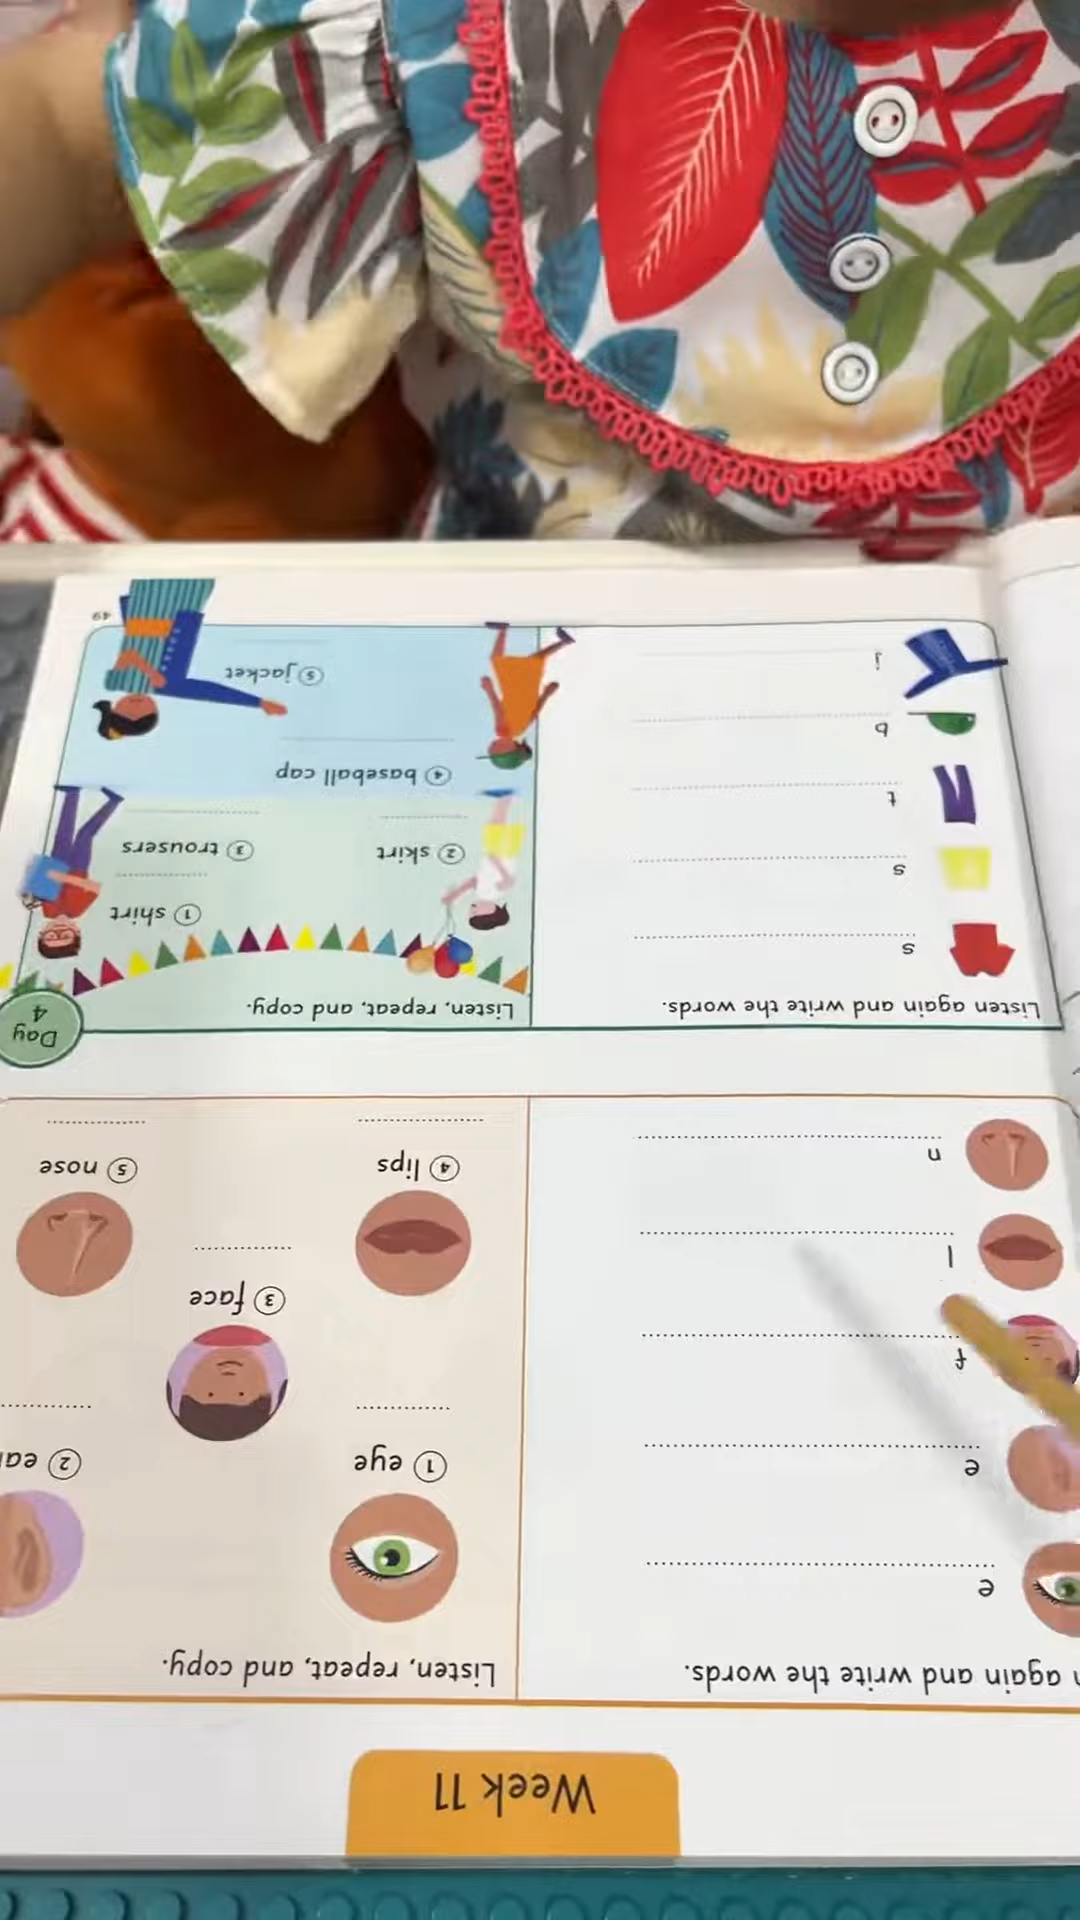 Week 11
Listen, repeat, and copy.
1 eye
2 ea
3 face
4 lips
5 nose
again and write the words.
e
e
f
l
n
Day
4
Listen, repeat, and copy.
1 shirt
2 skirt
3 trousers
4 baseball cap
5 jacket
Listen again and write the words.
s
s
t
b
j
49